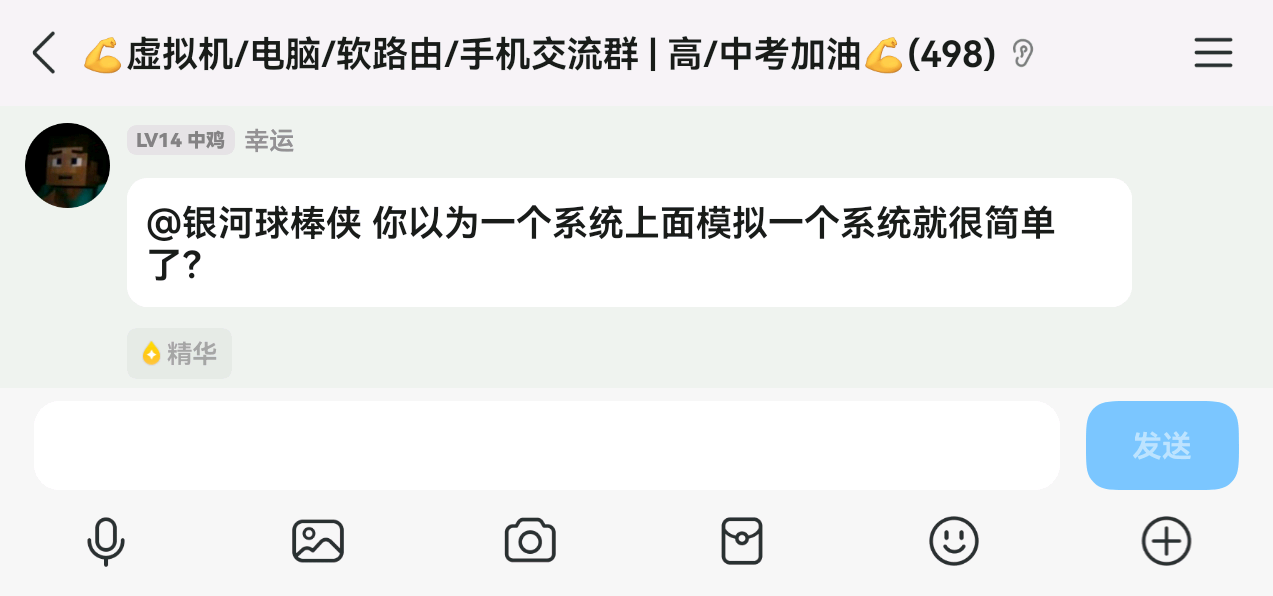 💪虚拟机/电脑/软路由/手机交流群 | 高/中考加油💪(498)
LV14 中鸡 幸运
@银河球棒侠 你以为一个系统上面模拟一个系统就很简单
了?
精华
发送